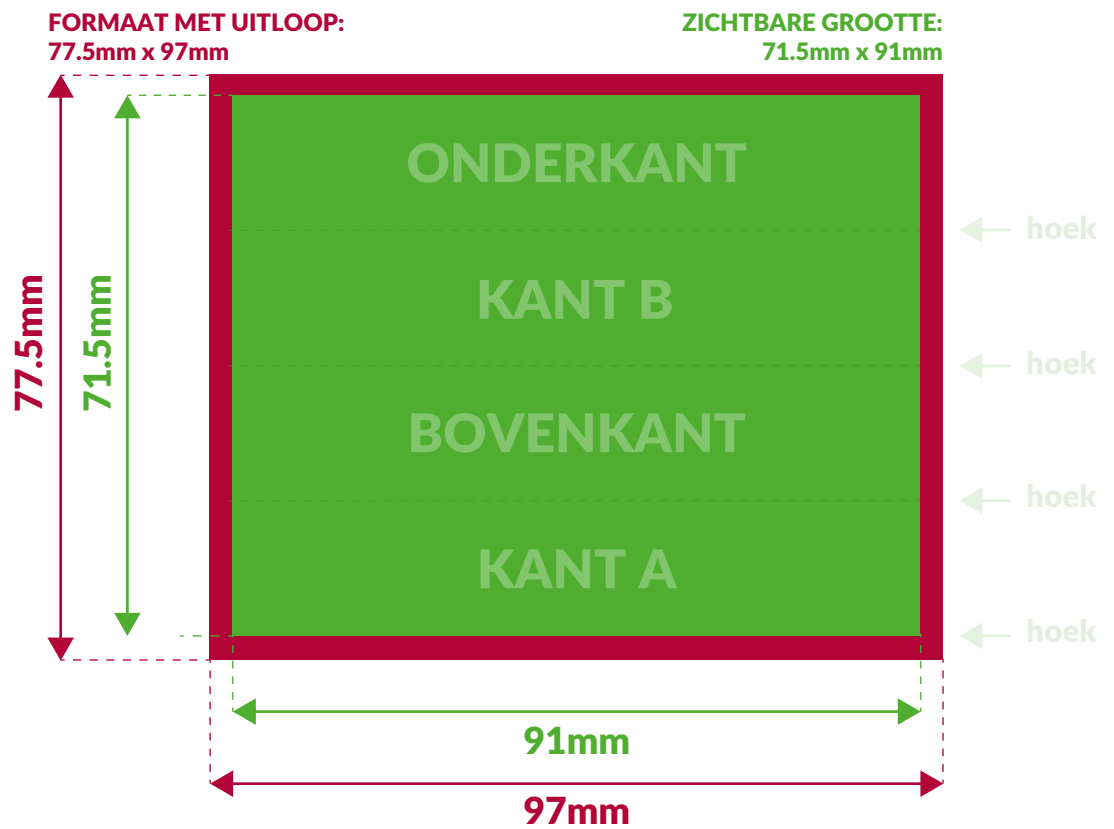 FORMAAT MET UITLOOP:
77.5mm x 97mm
ZICHTBARE GROOTTE:
71.5mm x 91mm
ONDERKANT
hoek
KANT B
77.5mm
71.5mm
hoek
BOVENKANT
hoek
KANT A
hoek
91mm
97mm